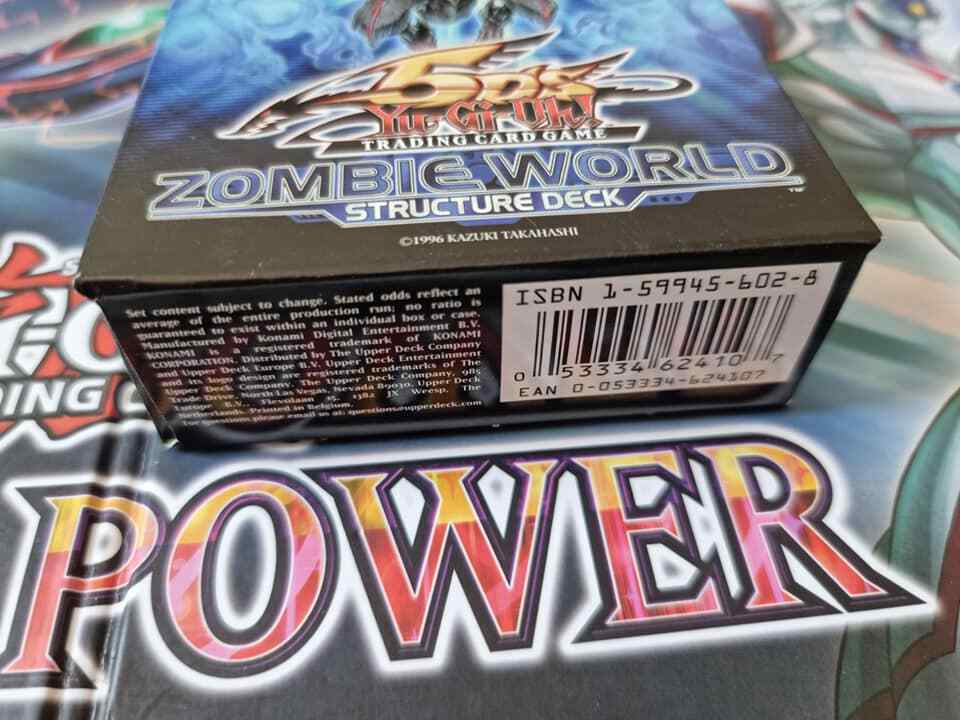 5D's
Yu-Gi-Oh!
TRADING CARD GAME
ZOMBIE WORLD
™
STRUCTURE DECK
©1996 KAZUKI TAKAHASHI
Set content subject to change. Stated odds reflect an
average of the entire production run; no ratio is
guaranteed to exist within an individual box or case.
Manufactured by Konami Digital Entertainment B.V.
KONAMI is a registered trademark of KONAMI
CORPORATION. Distributed by The Upper Deck Company
and Upper Deck Europe B.V. Upper Deck Entertainment
and its logo design are registered trademarks of The
Upper Deck Company. The Upper Deck Company, 985
Trade Drive, North Las Vegas, Nevada 89030. Upper Deck
Europe B.V., Flevolaan 15, 1382 JX Weesp, The
Netherlands. Printed in Belgium.
For questions please email us at: questions@upperdeck.com
ISBN 1-59945-602-8
0 53334 62410 7
EAN 0-053334-624107
DING C
POWER